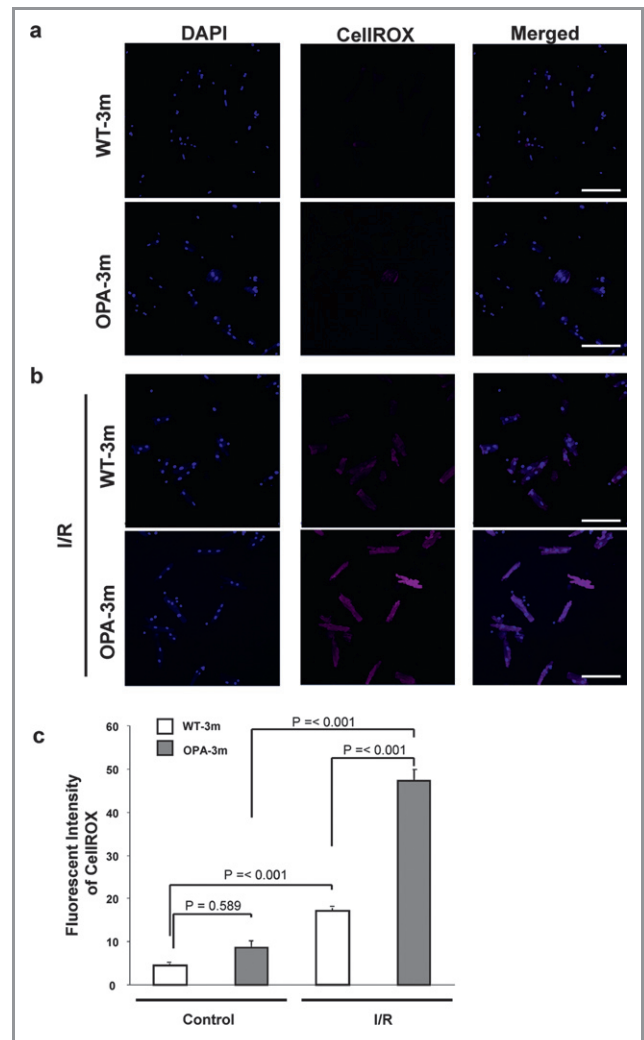 a
DAPI CellROX Merged
WT-3m
OPA-3m
b
I/R
WT-3m
OPA-3m
c
WT-3m
OPA-3m
Fluorescent Intensity
of CellROX
60
50
40
30
20
10
0
P =< 0.001
P =< 0.001
P =< 0.001
P = 0.589
Control I/R